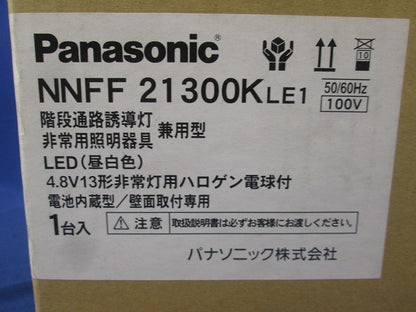 Panasonic®
10
NNFF 21300K LE1
50/60Hz
100V
階段通路誘導灯
非常用照明器具
兼用型
LED（昼白色）
4.8V13形非常灯用ハロゲン電球付
電池内蔵型／壁面取付専用
1台入
⚠注意
取扱説明書は必ずお客様にお渡しください。
パナソニック株式会社